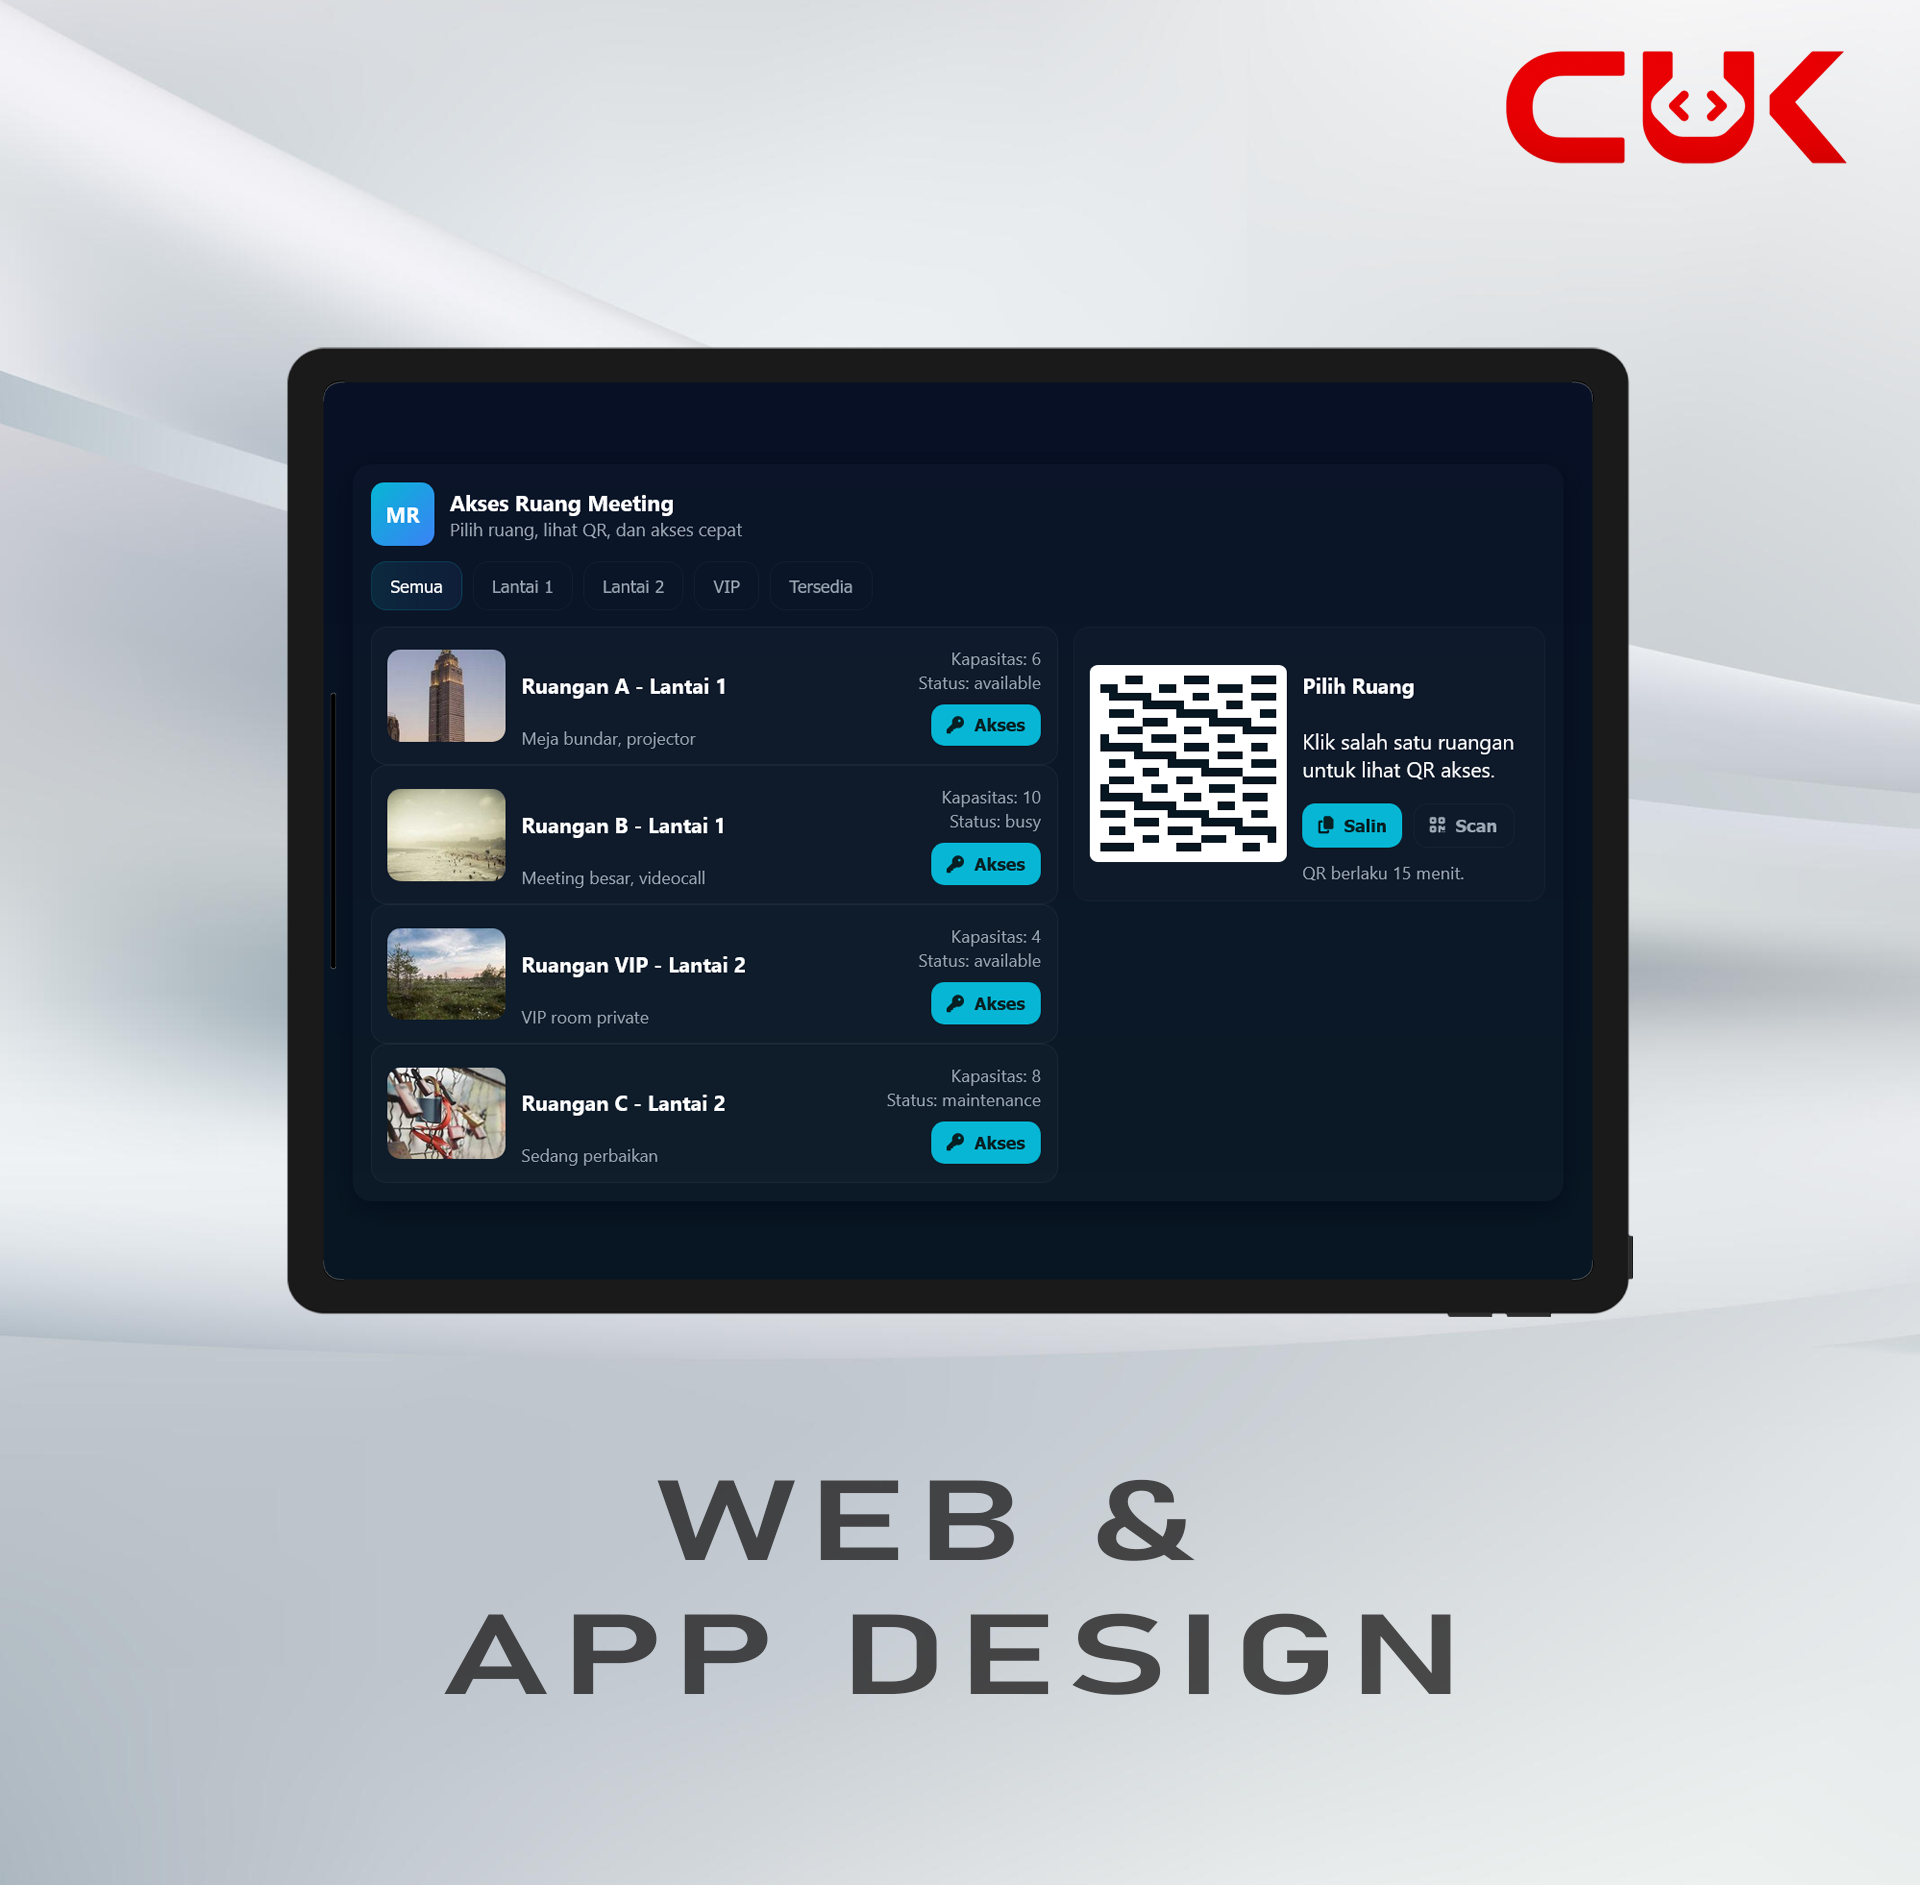 CUK
MR
Akses Ruang Meeting
Pilih ruang, lihat QR, dan akses cepat
Semua
Lantai 1
Lantai 2
VIP
Tersedia
Ruangan A - Lantai 1
Meja bundar, projector
Kapasitas: 6
Status: available
Akses
Ruangan B - Lantai 1
Meeting besar, videocall
Kapasitas: 10
Status: busy
Akses
Ruangan VIP - Lantai 2
VIP room private
Kapasitas: 4
Status: available
Akses
Ruangan C - Lantai 2
Sedang perbaikan
Kapasitas: 8
Status: maintenance
Akses
Pilih Ruang
Klik salah satu ruangan
untuk lihat QR akses.
Salin
Scan
QR berlaku 15 menit.
WEB &
APP DESIGN